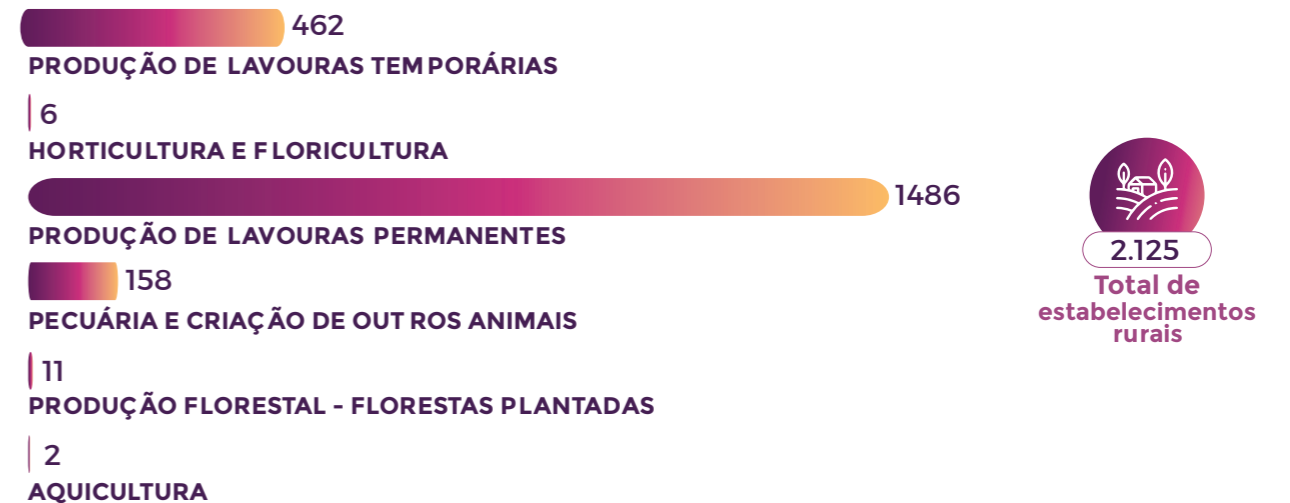 462
PRODUÇÃO DE LAVOURAS TEMPORÁRIAS
6
HORTICULTURA E FLORICULTURA
1486
PRODUÇÃO DE LAVOURAS PERMANENTES
158
PECUÁRIA E CRIAÇÃO DE OUTROS ANIMAIS
11
PRODUÇÃO FLORESTAL - FLORESTAS PLANTADAS
2
AQUICULTURA
2.125
Total de
estabelecimentos
rurais